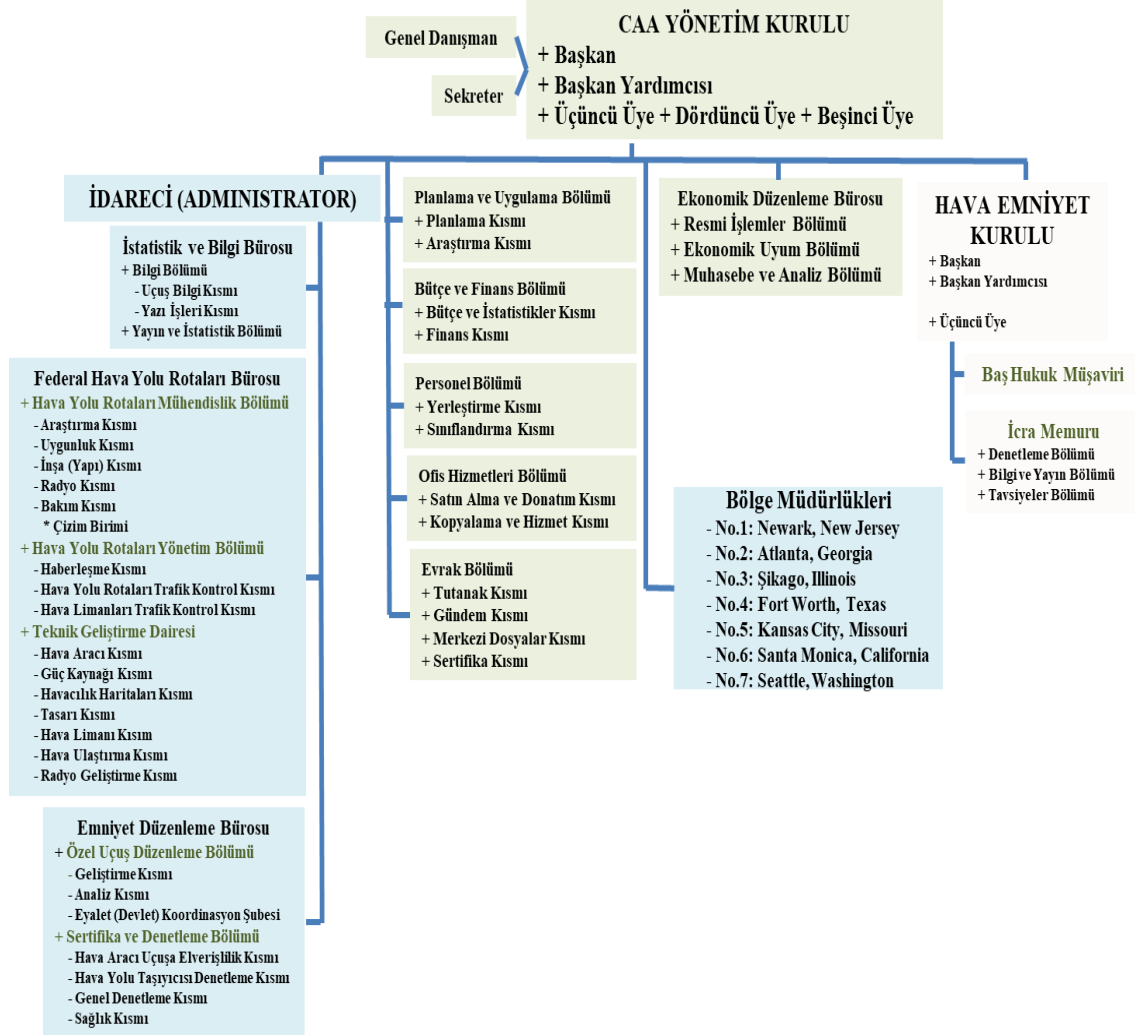 Genel Danışman
Sekreter
CAA YÖNETİM KURULU
+ Başkan
+ Başkan Yardımcısı
+ Üçüncü Üye + Dördüncü Üye + Beşinci Üye
İDARECİ (ADMINISTRATOR)
İstatistik ve Bilgi Bürosu
+ Bilgi Bölümü
- Uçuş Bilgi Kısmı
- Yazı İşleri Kısmı
+ Yayın ve İstatistik Bölümü
Federal Hava Yolu Rotaları Bürosu
+ Hava Yolu Rotaları Mühendislik Bölümü
- Araştırma Kısmı
- Uygunluk Kısmı
- İnşa (Yapı) Kısmı
- Radyo Kısmı
- Bakım Kısmı
* Çizim Birimi
+ Hava Yolu Rotaları Yönetim Bölümü
- Haberleşme Kısmı
- Hava Yolu Rotaları Trafik Kontrol Kısmı
- Hava Limanları Trafik Kontrol Kısmı
+ Teknik Geliştirme Dairesi
- Hava Aracı Kısmı
- Güç Kaynağı Kısmı
- Havacılık Haritaları Kısmı
- Tasarı Kısmı
- Hava Limanı Kısım
- Hava Ulaştırma Kısmı
- Radyo Geliştirme Kısmı
Emniyet Düzenleme Bürosu
+ Özel Uçuş Düzenleme Bölümü
- Geliştirme Kısmı
- Analiz Kısmı
- Eyalet (Devlet) Koordinasyon Şubesi
+ Sertifika ve Denetleme Bölümü
- Hava Aracı Uçuşa Elverişlilik Kısmı
- Hava Yolu Taşıyıcısı Denetleme Kısmı
- Genel Denetleme Kısmı
- Sağlık Kısmı
Planlama ve Uygulama Bölümü
+ Planlama Kısmı
+ Araştırma Kısmı
Bütçe ve Finans Bölümü
+ Bütçe ve İstatistikler Kısmı
+ Finans Kısmı
Personel Bölümü
+ Yerleştirme Kısmı
+ Sınıflandırma Kısmı
Ofis Hizmetleri Bölümü
+ Satın Alma ve Donatım Kısmı
+ Kopyalama ve Hizmet Kısmı
Evrak Bölümü
+ Tutanak Kısmı
+ Gündem Kısmı
+ Merkezi Dosyalar Kısmı
+ Sertifika Kısmı
Ekonomik Düzenleme Bürosu
+ Resmi İşlemler Bölümü
+ Ekonomik Uyum Bölümü
+ Muhasebe ve Analiz Bölümü
Bölge Müdürlükleri
- No.1: Newark, New Jersey
- No.2: Atlanta, Georgia
- No.3: Şikago, Illinois
- No.4: Fort Worth, Texas
- No.5: Kansas City, Missouri
- No.6: Santa Monica, California
- No.7: Seattle, Washington
HAVA EMNİYET
KURULU
+ Başkan
+ Başkan Yardımcısı
+ Üçüncü Üye
Baş Hukuk Müşaviri
İcra Memuru
+ Denetleme Bölümü
+ Bilgi ve Yayın Bölümü
+ Tavsiyeler Bölümü